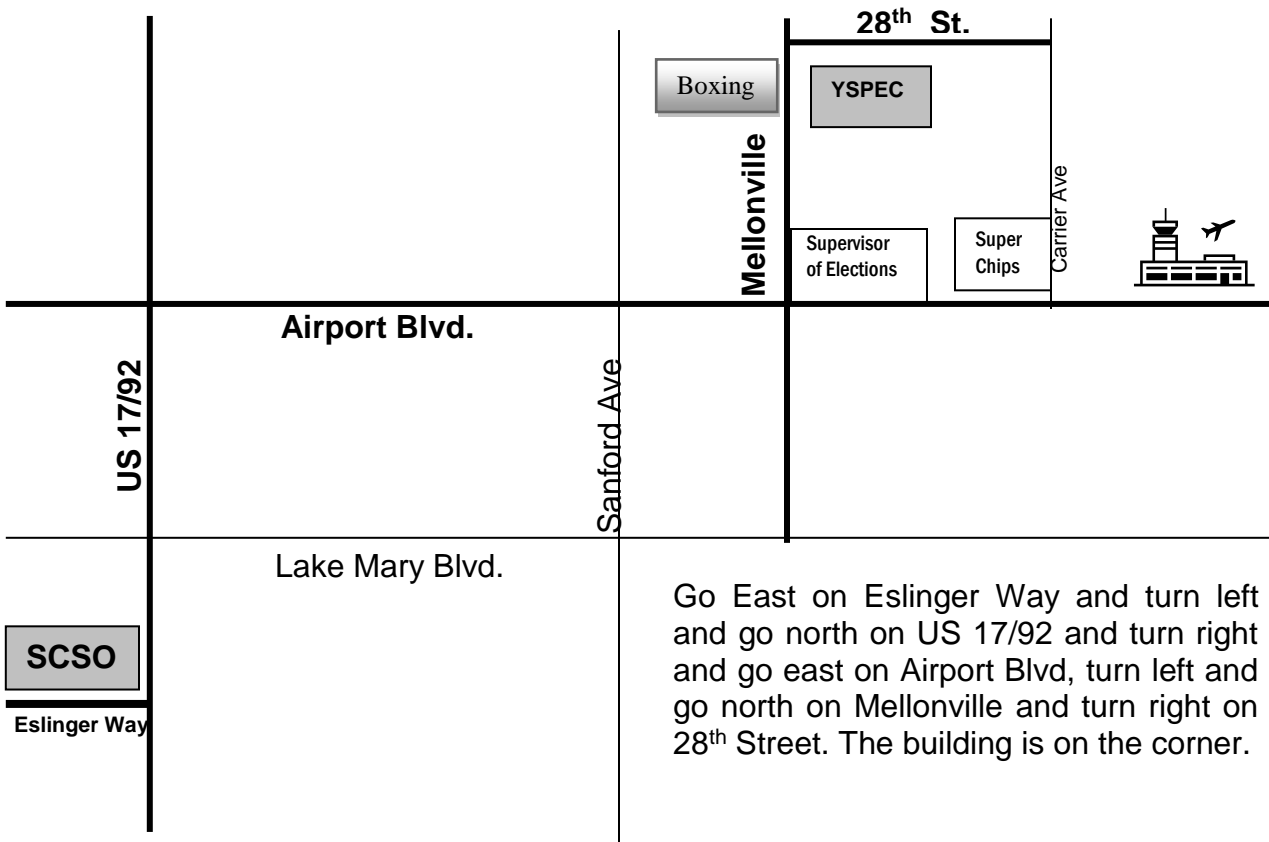 28th St.
Boxing
YSPEC
Mellonville
Carrier Ave
Supervisor
of Elections
Super
Chips
Airport Blvd.
US 17/92
Sanford Ave
Lake Mary Blvd.
SCSO
Eslinger Way
Go East on Eslinger Way and turn left
and go north on US 17/92 and turn right
and go east on Airport Blvd, turn left and
go north on Mellonville and turn right on
28th Street. The building is on the corner.